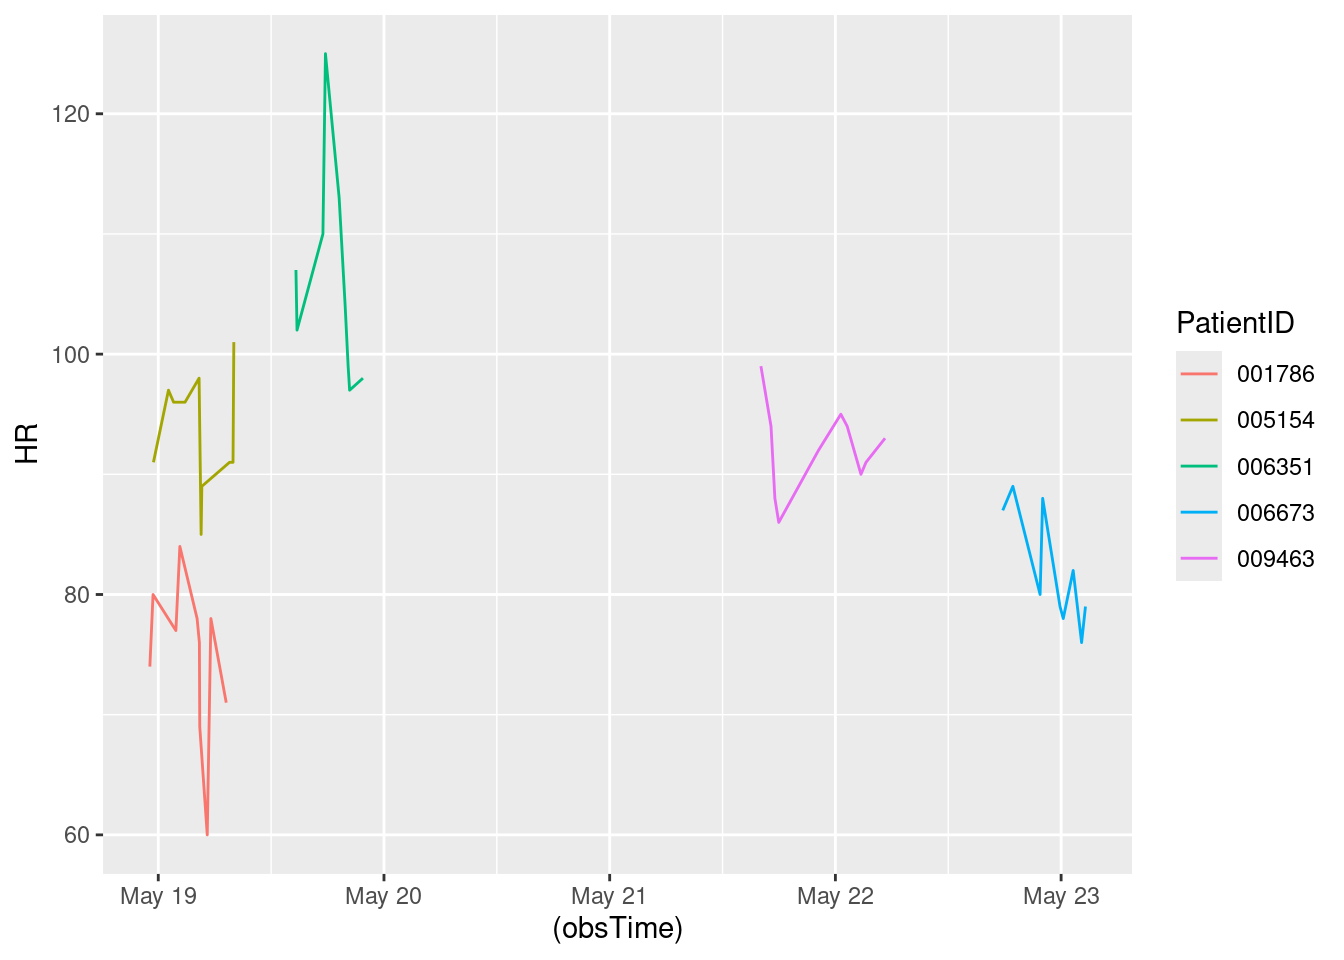 120
100
80
60
HR
May 19
May 20
May 21
May 22
May 23
(obsTime)
PatientID
001786
005154
006351
006673
009463